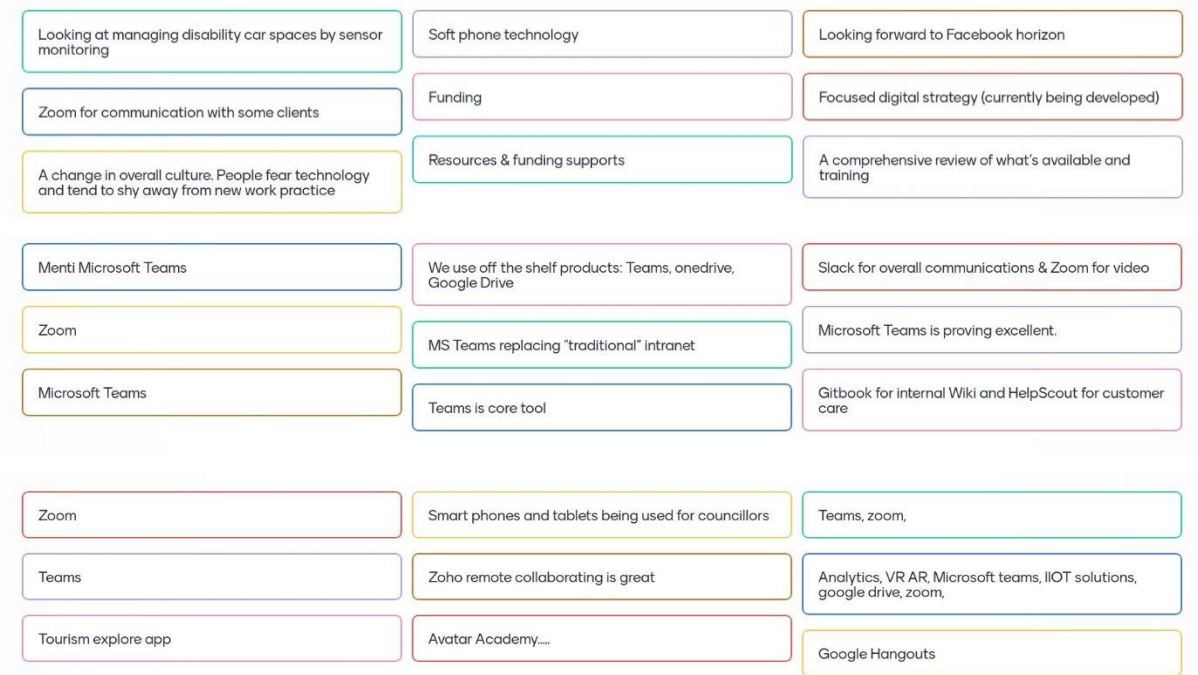 Looking at managing disability car spaces by sensor
monitoring
Zoom for communication with some clients
A change in overall culture. People fear technology
and tend to shy away from new work practice
Soft phone technology
Funding
Resources & funding supports
Looking forward to Facebook horizon
Focused digital strategy (currently being developed)
A comprehensive review of what's available and
training
Menti Microsoft Teams
Zoom
Microsoft Teams
We use off the shelf products: Teams, onedrive,
Google Drive
MS Teams replacing “traditional” intranet
Teams is core tool
Slack for overall communications & Zoom for video
Microsoft Teams is proving excellent.
Gitbook for internal Wiki and HelpScout for customer
care
Zoom
Teams
Tourism explore app
Smart phones and tablets being used for councillors
Zoho remote collaborating is great
Avatar Academy.....
Teams, zoom,
Analytics, VR AR, Microsoft teams, IIOT solutions,
google drive, zoom,
Google Hangouts